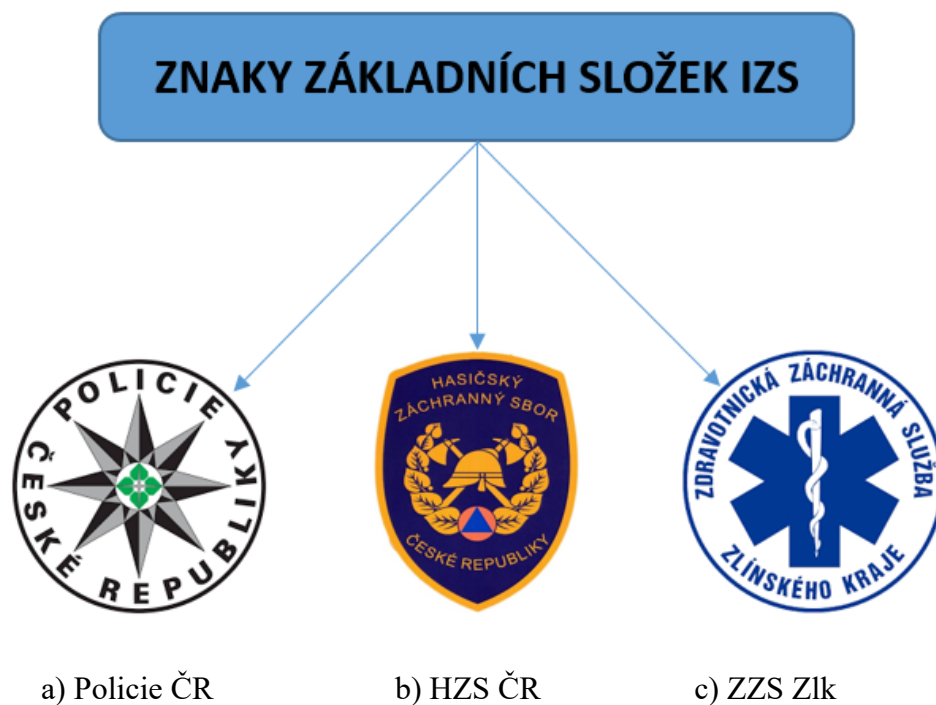 ZNAKY ZÁKLADNÍCH SLOŽEK IZS
POLICIE
ČESKÉ REPUBLIKY
HASIČSKÝ
ZÁCHRANNÝ SBOR
ČESKÉ REPUBLIKY
ZDRAVOTNICKÁ ZÁCHRANNÁ SLUŽBA
ZLÍNSKÉHO KRAJE
a) Policie ČR
b) HZS ČR
c) ZZS Zlk